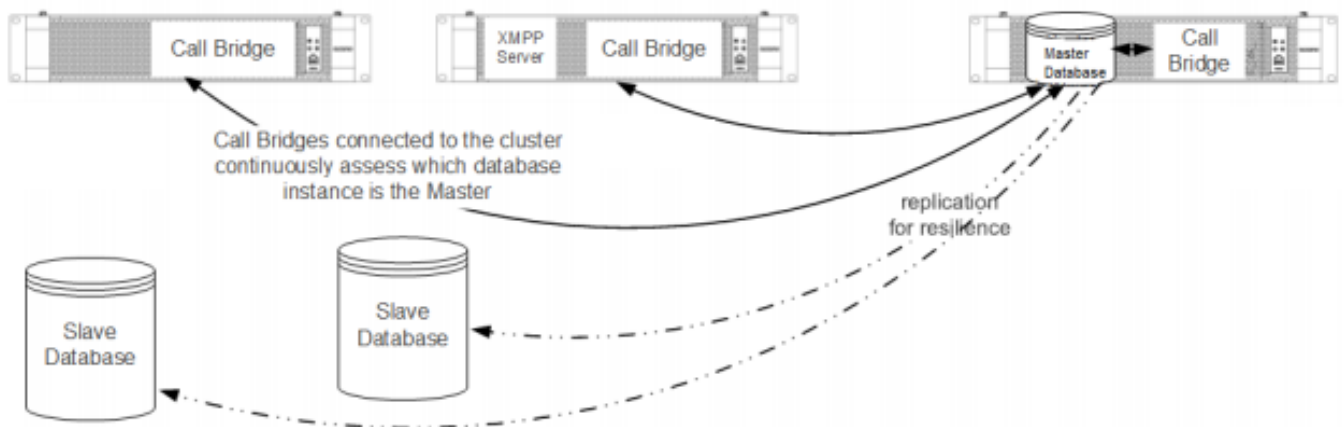 Call Bridge
XMPP
Server
Call Bridge
Master
Database
Call
Bridge
Call Bridges connected to the cluster
continuously assess which database
instance is the Master
replication
for resilience
Slave
Database
Slave
Database